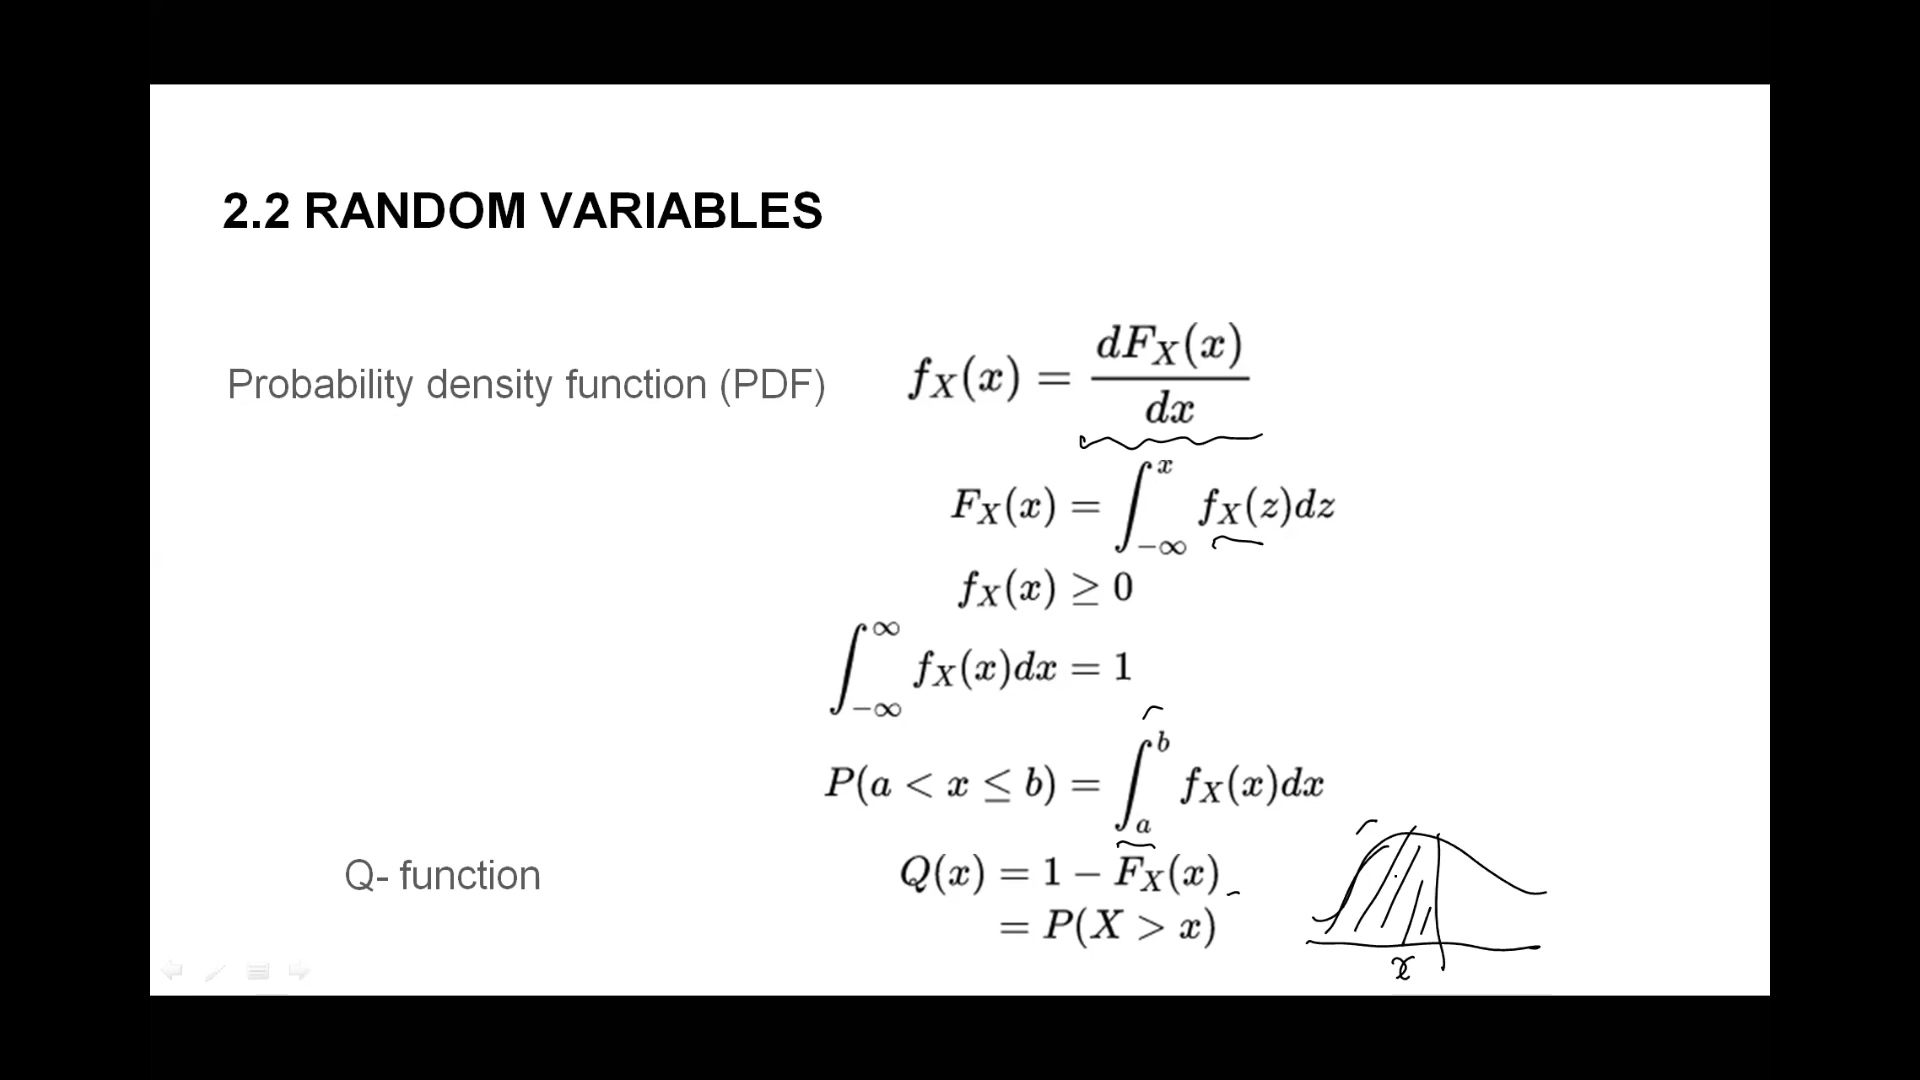 2.2 RANDOM VARIABLES
Probability density function (PDF) f_X(x) = dF_X(x)/dx
F_X(x) = ∫_{-∞}^{x} f_X(z)dz
f_X(x) ≥ 0
∫_{-∞}^{∞} f_X(x)dx = 1
P(a < x ≤ b) = ∫_a^b f_X(x)dx
Q- function Q(x) = 1 − F_X(x)
= P(X > x)
x